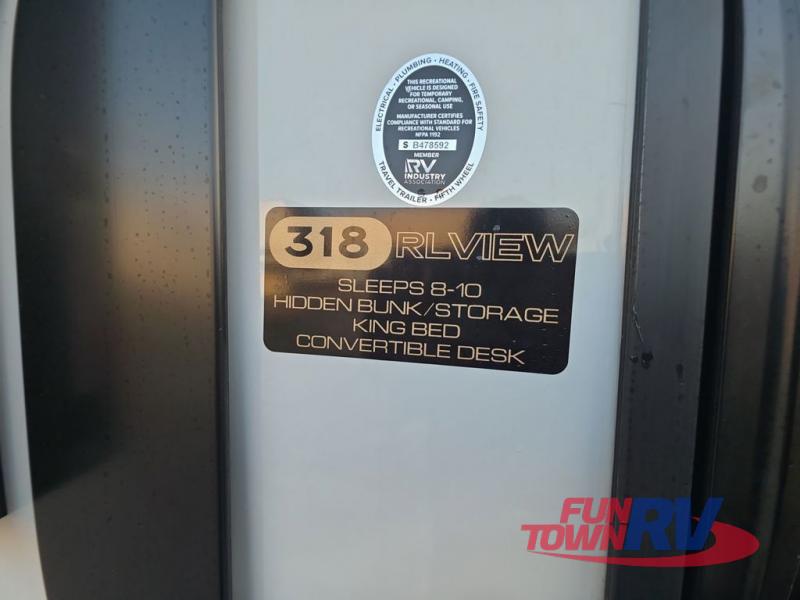 ELECTRICAL • PLUMBING • HEATING • FIRE SAFETY
THIS RECREATIONAL
VEHICLE IS DESIGNED
FOR TEMPORARY
RECREATIONAL, CAMPING,
OR SEASONAL USE
MANUFACTURER CERTIFIES
COMPLIANCE WITH STANDARD FOR
RECREATIONAL VEHICLES
NFPA 1192
S B478592
MEMBER
RV
INDUSTRY
ASSOCIATION
TRAVEL TRAILER • FIFTH WHEEL
318 RLVIEW
SLEEPS 8-10
HIDDEN BUNK/STORAGE
KING BED
CONVERTIBLE DESK
FUN
TOWN RV